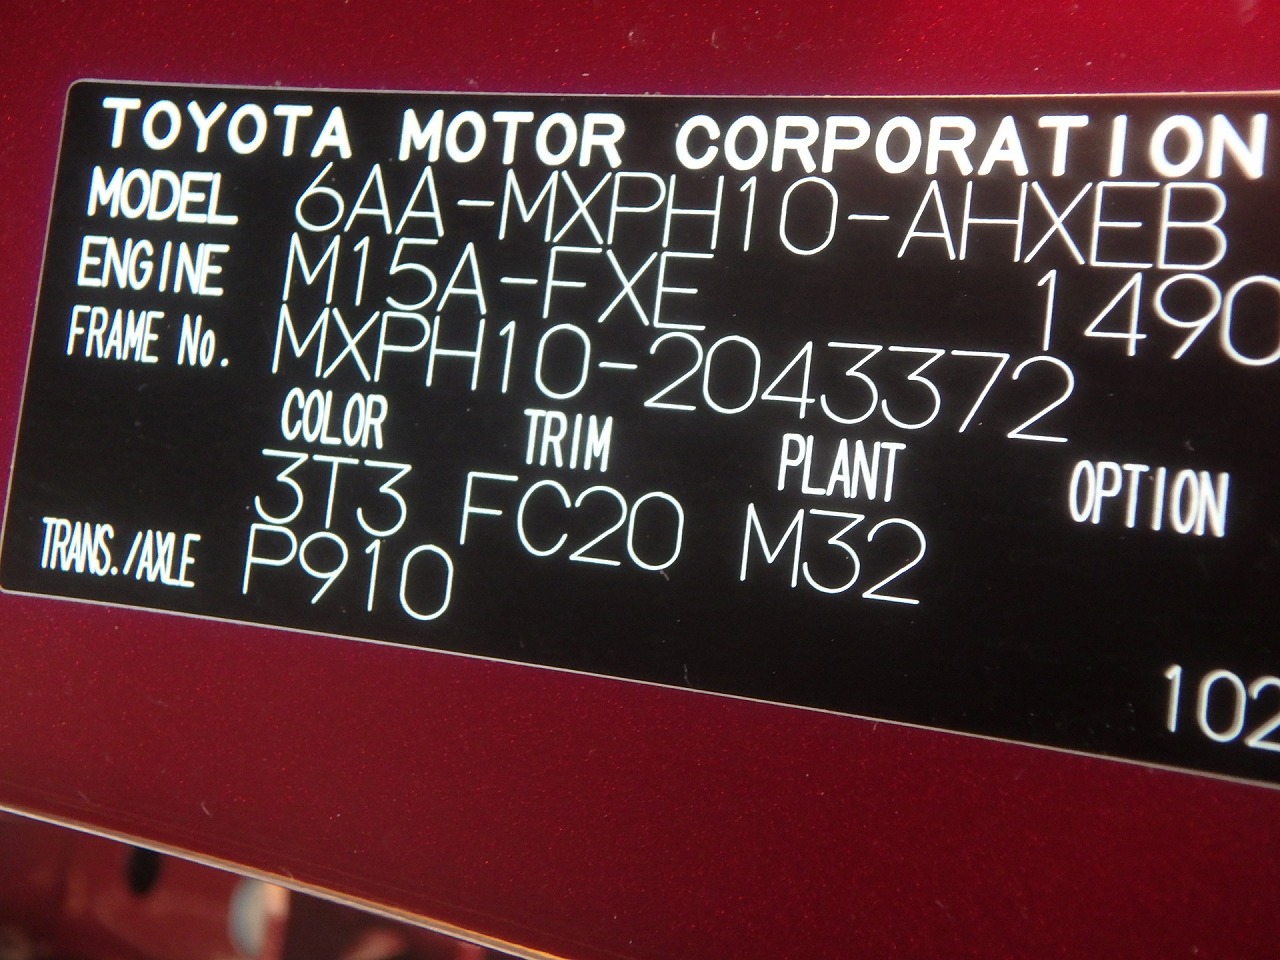 TOYOTA MOTOR CORPORATION
MODEL 6AA-MXPH10-AHXEB
ENGINE M15A-FXE 1490
FRAME No. MXPH10-2043372
COLOR TRIM PLANT OPTION
3T3 FC20 M32
TRANS./AXLE P910
102